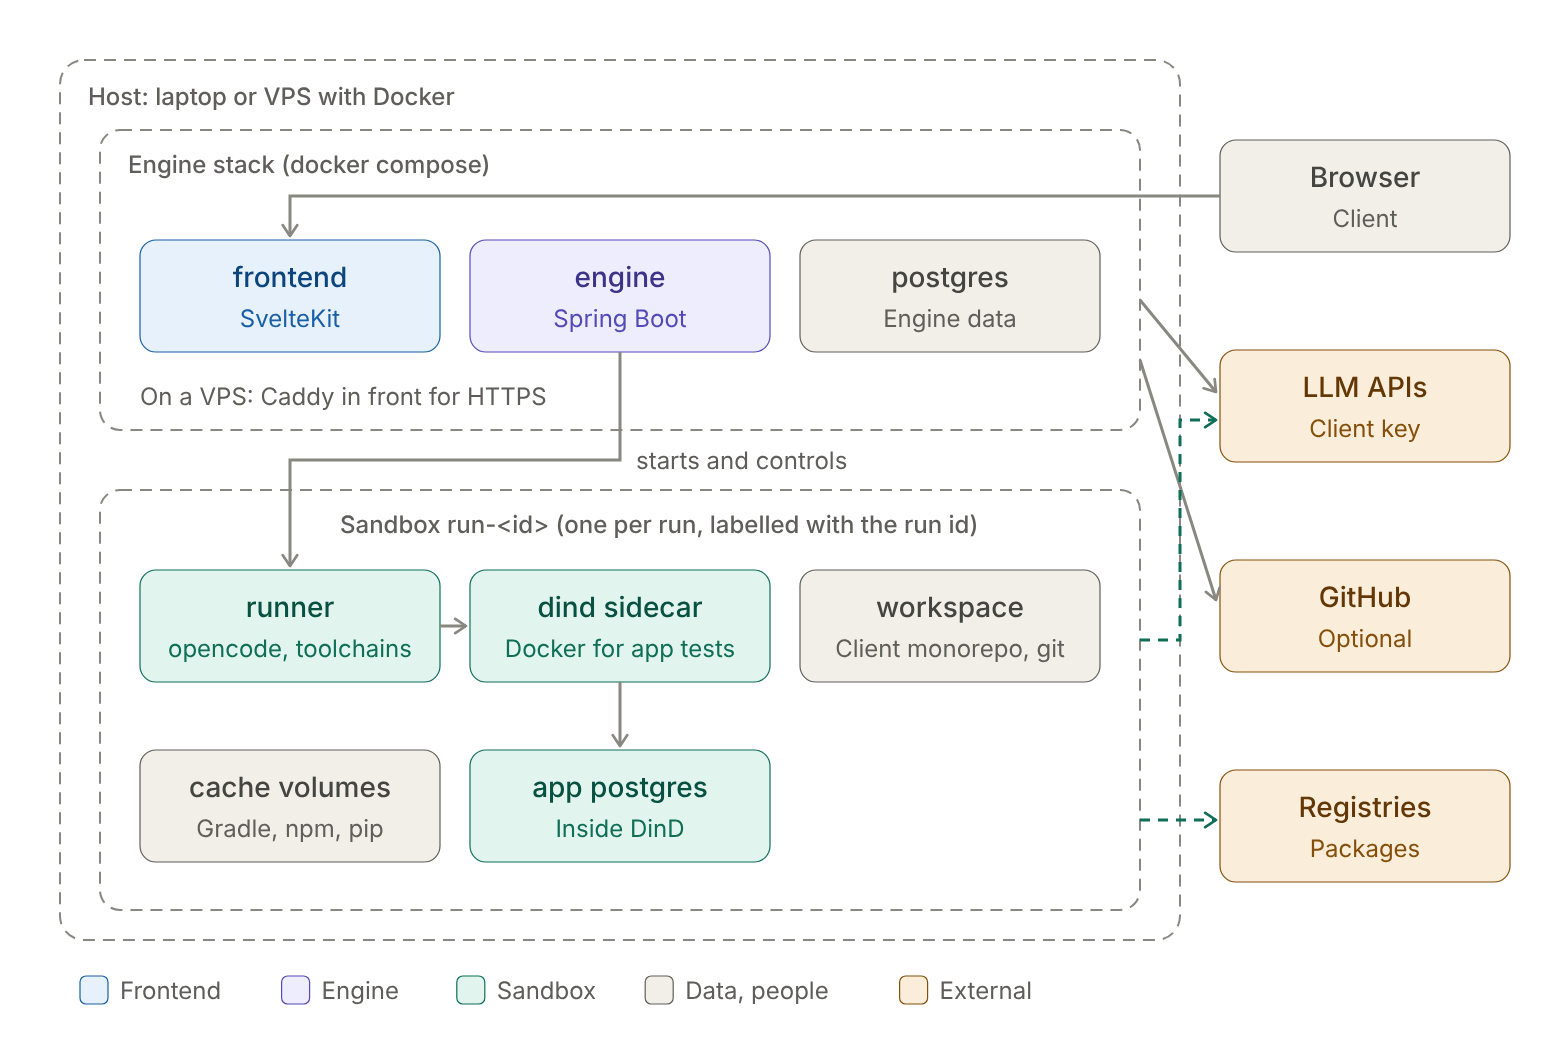 Host: laptop or VPS with Docker
Engine stack (docker compose)
Browser
Client
frontend
SvelteKit
engine
Spring Boot
postgres
Engine data
On a VPS: Caddy in front for HTTPS
LLM APIs
Client key
starts and controls
Sandbox run-<id> (one per run, labelled with the run id)
runner
opencode, toolchains
dind sidecar
Docker for app tests
workspace
Client monorepo, git
GitHub
Optional
cache volumes
Gradle, npm, pip
app postgres
Inside DinD
Registries
Packages
Frontend
Engine
Sandbox
Data, people
External